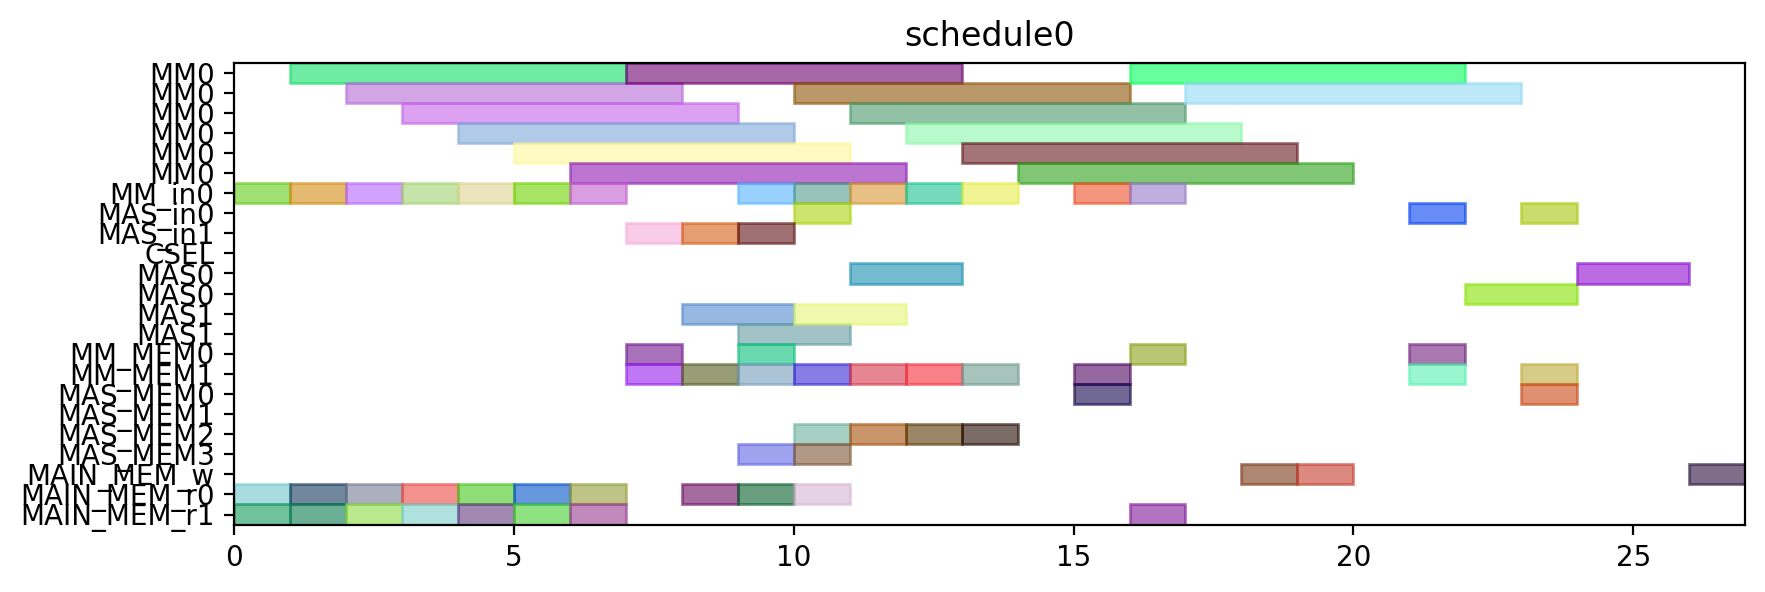 schedule0
MM0
MM0
MM0
MM0
MM0
MM0
MM_in0
MAS_in0
MAS_in1
CSEL
MAS0
MAS0
MAS1
MAS1
MM_MEM0
MM_MEM1
MAS_MEM0
MAS_MEM1
MAS_MEM2
MAS_MEM3
MAIN_MEM_w
MAIN_MEM_r0
MAIN_MEM_r1
0 5 10 15 20 25